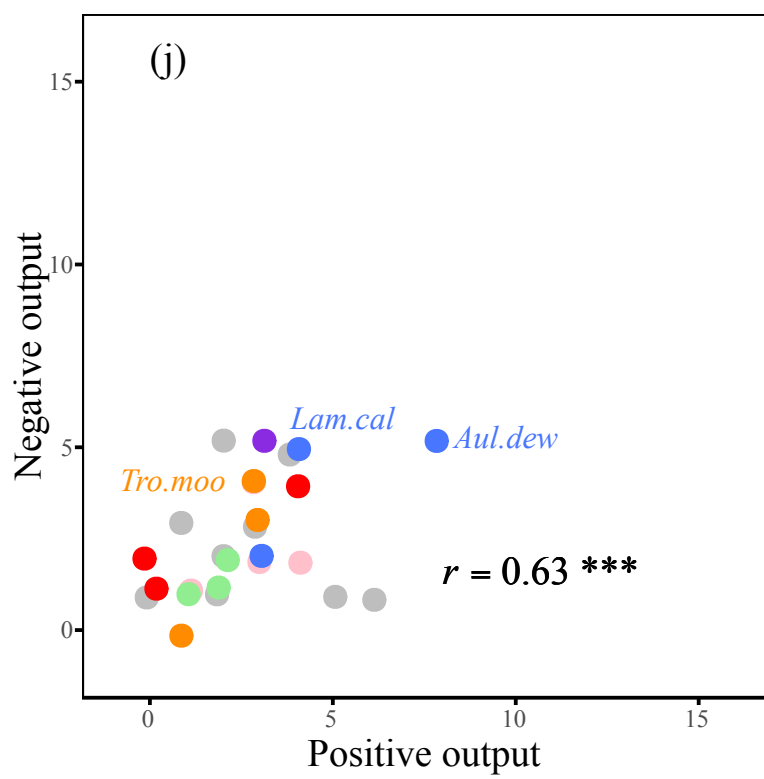 (j)
15
10
5
0
Negative output
Lam.cal
Aul.dew
Tro.moo
r = 0.63 ***
0 5 10 15
Positive output